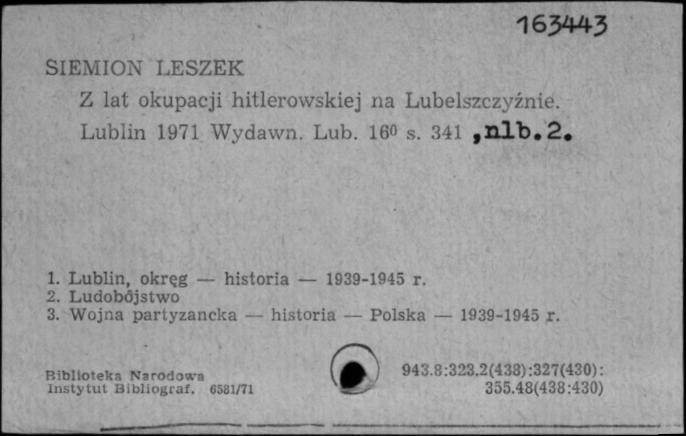 163443
SIEMION LESZEK
Z lat okupacji hitlerowskiej na Lubelszczyźnie.
Lublin 1971 Wydawn. Lub. 16⁰ s. 341 ,nlb.2.
1. Lublin, okręg — historia — 1939-1945 r.
2. Ludobójstwo
3. Wojna partyzancka — historia — Polska — 1939-1945 r.
Biblioteka Narodowa
Instytut Bibliograf. 6581/71
943.8:323.2(438):327(430):
355.48(438:430)